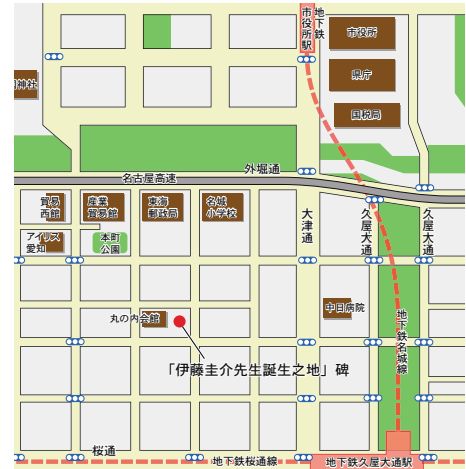 地下鉄
市役所駅
市役所
県庁
国税局
神社
外堀通
名古屋高速
貿易
西館
産業
貿易館
東海
郵政局
名城
小学校
大津通
久屋大通
久屋大通
アイリス
愛知
本町
公園
丸の内会館
中日病院
地下鉄名城線
「伊藤圭介先生誕生之地」碑
桜通
地下鉄桜通線
地下鉄久屋大通駅